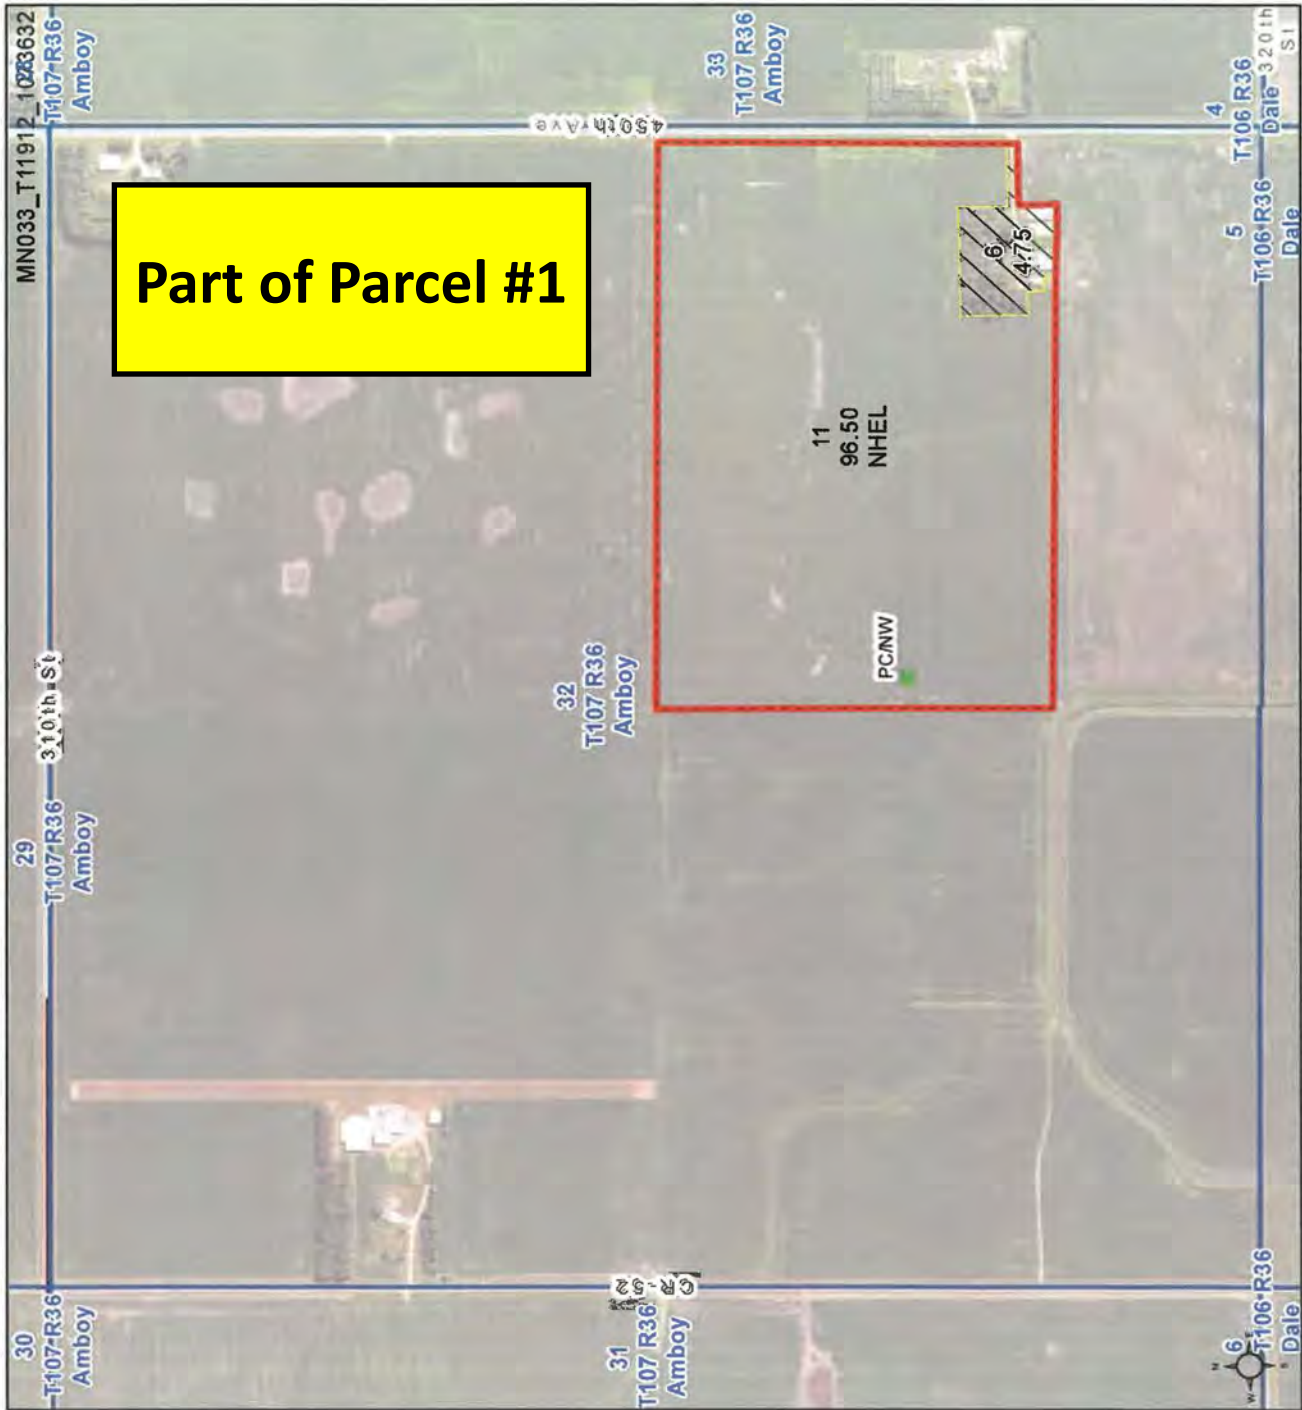 MN033_T11912_1023632
30
T107 R36
Amboy
29
T107 R36
Amboy
310th St
T107 R36
Amboy
Part of Parcel #1
450th Ave
33
T107 R36
Amboy
31
T107 R36
Amboy
CR-52
32
T107 R36
Amboy
11
96.50
NHEL
PC/NW
6
4.75
6
T106 R36
Dale
5
T106 R36
Dale
4
T106 R36
Dale
320th
St
N
W
E
S